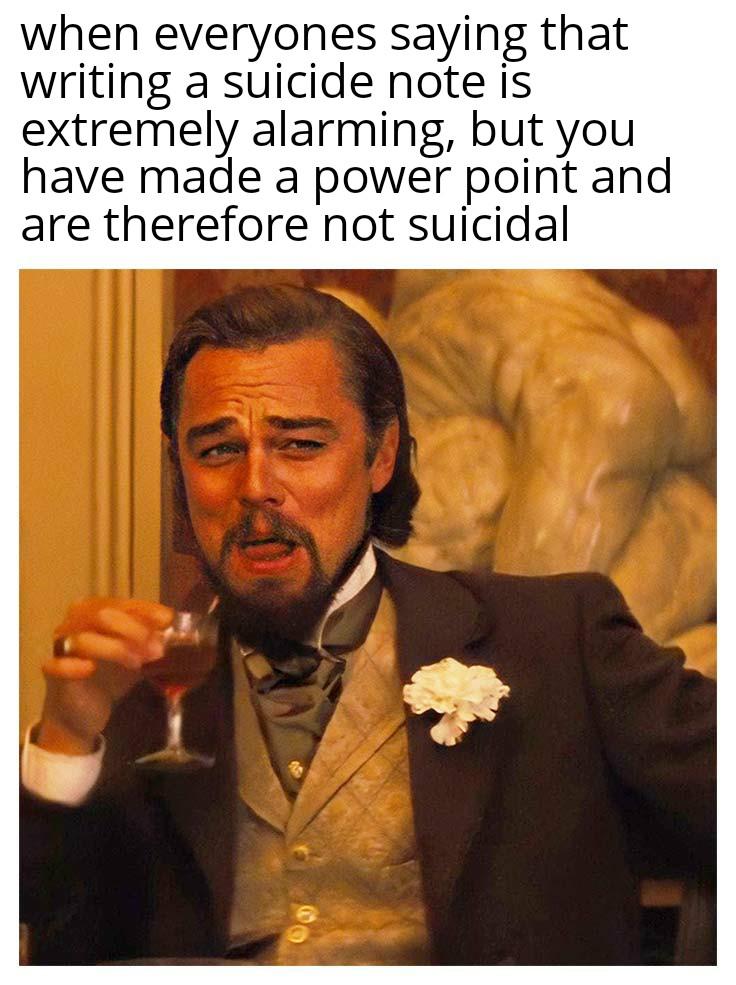 when everyones saying that
writing a suicide note is
extremely alarming, but you
have made a power point and
are therefore not suicidal